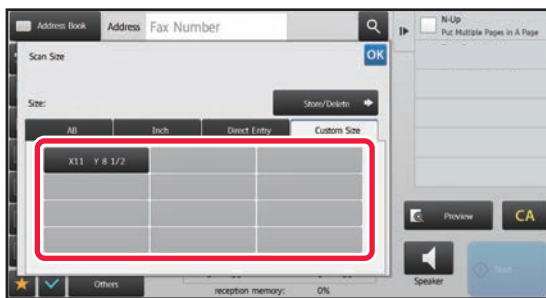 Address Book
Address
Fax Number
N-Up
Put Multiple Pages in A Page
Scan Size
OK
Size:
Store/Delete
AB
Inch
Direct Entry
Custom Size
X11 Y 8 1/2
Preview
CA
Others
reception memory: 0%
Speaker
Start